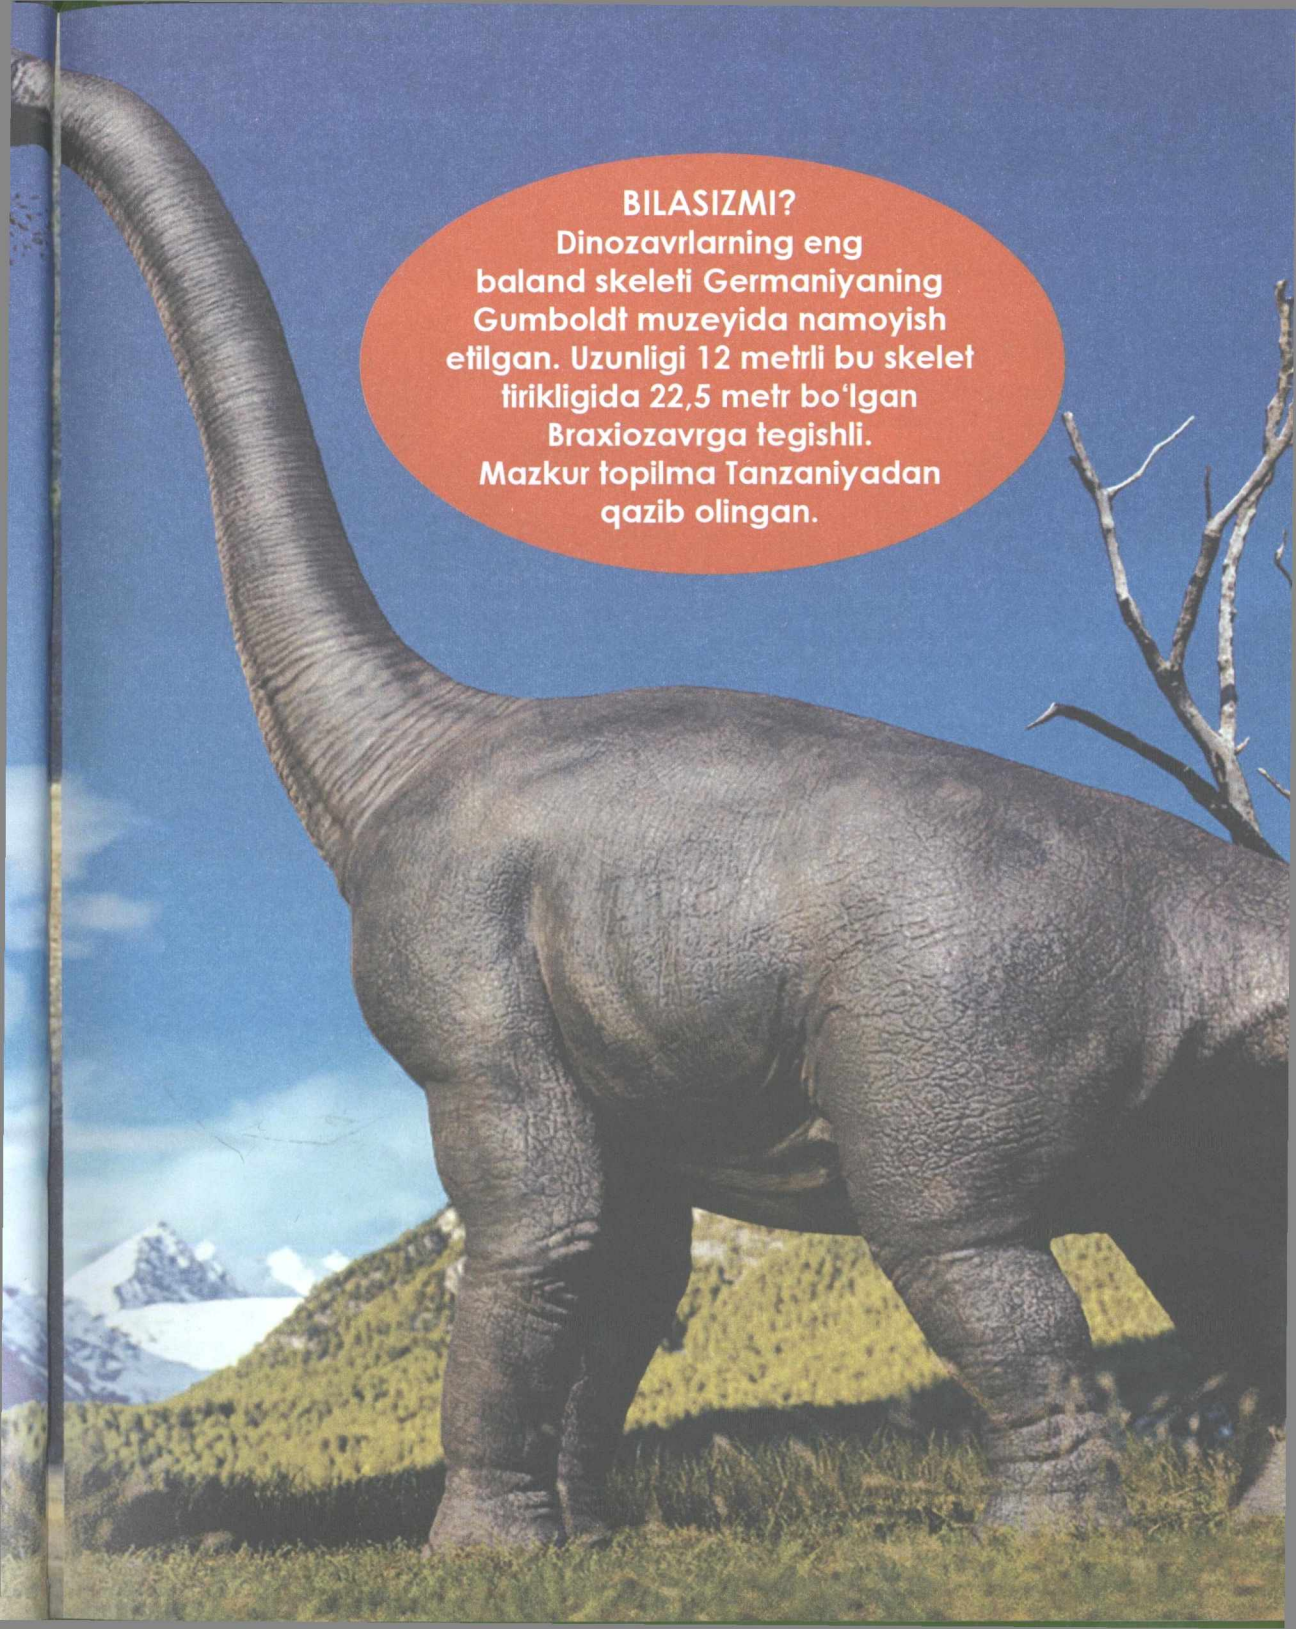 BILASIZMI?
Dinozavrlarning eng
baland skeleti Germaniyaning
Gumboldt muzeyida namoyish
etilgan. Uzunligi 12 metrli bu skelet
tirikligida 22,5 metr bo‘lgan
Braxiozavrga tegishli.
Mazkur topilma Tanzaniyadan
qazib olingan.